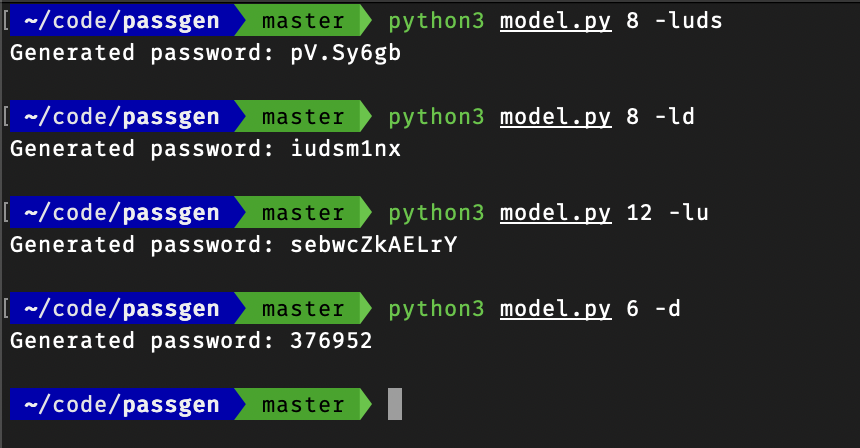 ~/code/passgen master python3 model.py 8 -luds
Generated password: pV.Sy6gb
~/code/passgen master python3 model.py 8 -ld
Generated password: iudsm1nx
~/code/passgen master python3 model.py 12 -lu
Generated password: sebwcZkAELrY
~/code/passgen master python3 model.py 6 -d
Generated password: 376952
~/code/passgen master